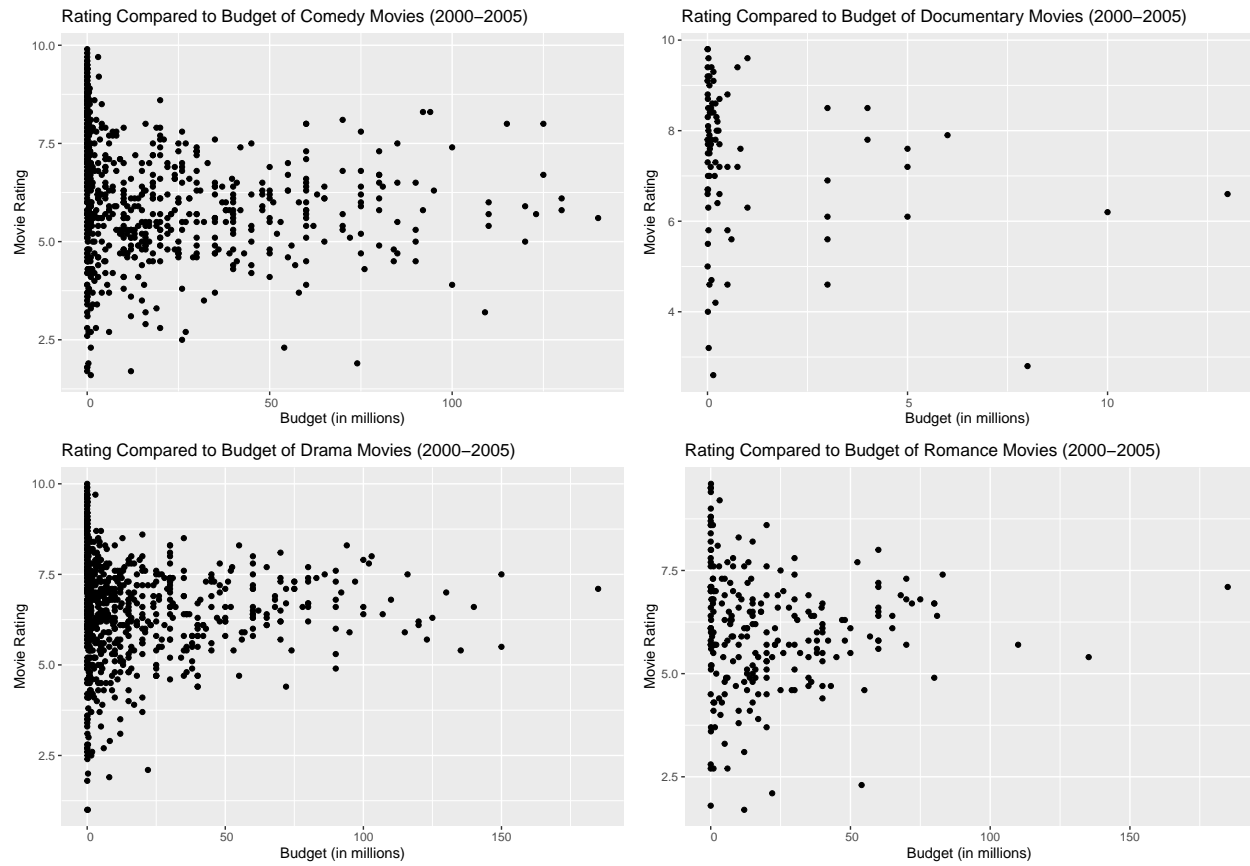 Rating Compared to Budget of Comedy Movies (2000−2005)
10.0
7.5
5.0
2.5
Movie Rating
0 50 100
Budget (in millions)
Rating Compared to Budget of Documentary Movies (2000−2005)
10
8
6
4
Movie Rating
0 5 10
Budget (in millions)
Rating Compared to Budget of Drama Movies (2000−2005)
10.0
7.5
5.0
2.5
Movie Rating
0 50 100 150
Budget (in millions)
Rating Compared to Budget of Romance Movies (2000−2005)
7.5
5.0
2.5
Movie Rating
0 50 100 150
Budget (in millions)